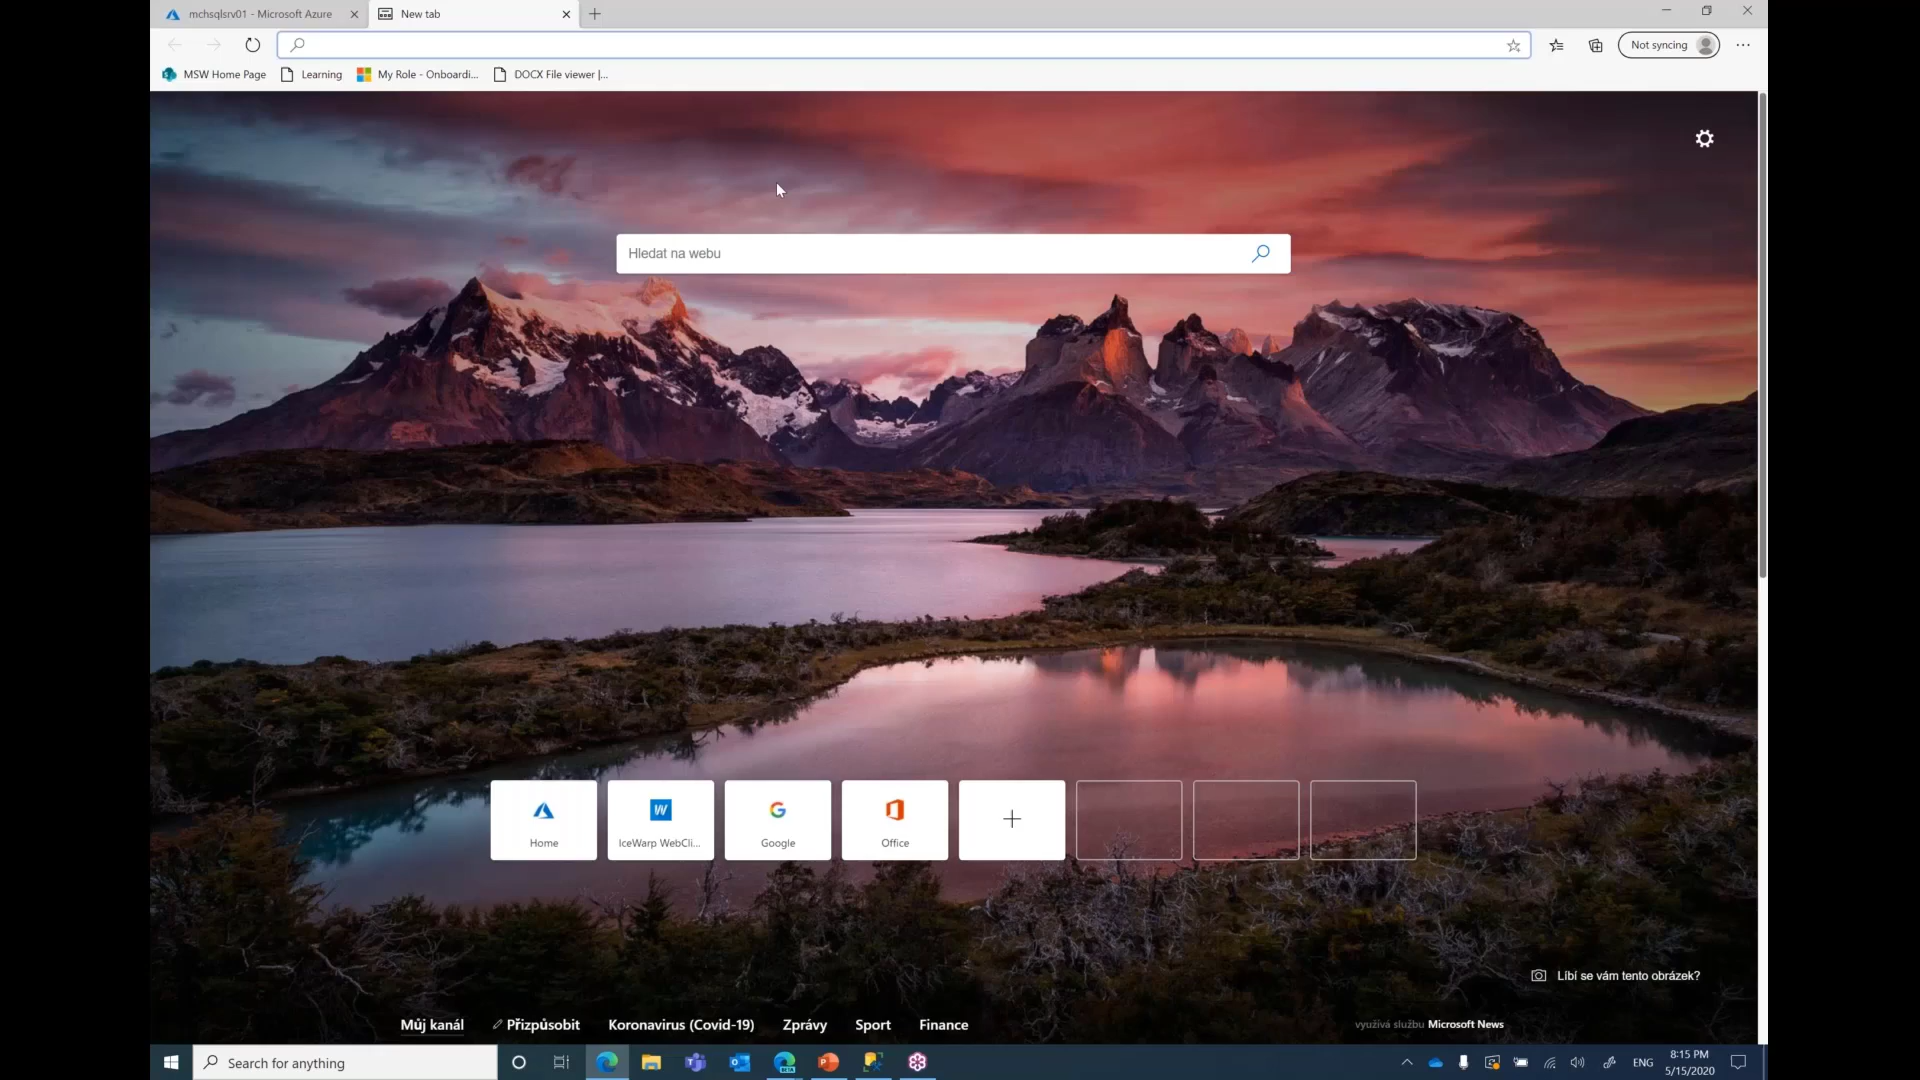 mchsqlsrv01 - Microsoft Azure
New tab
Not syncing
MSW Home Page
Learning
My Role - Onboardi...
DOCX File viewer |...
Hledat na webu
Home
IceWarp WebCli...
Google
Office
Líbí se vám tento obrázek?
Můj kanál
Přizpůsobit
Koronavirus (Covid-19)
Zprávy
Sport
Finance
využívá službu Microsoft News
Search for anything
ENG
8:15 PM
5/15/2020